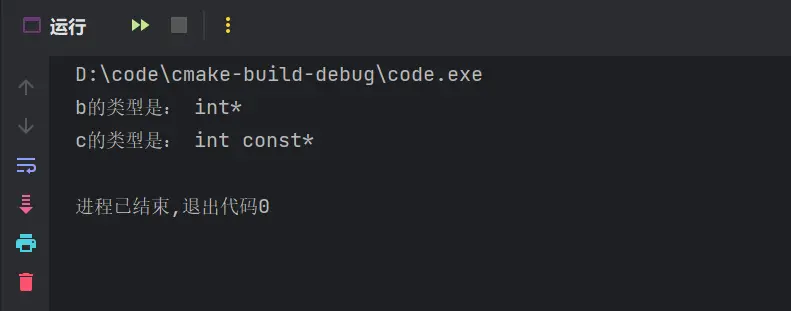 运行
D:\code\cmake-build-debug\code.exe
b的类型是： int*
c的类型是： int const*
进程已结束,退出代码0